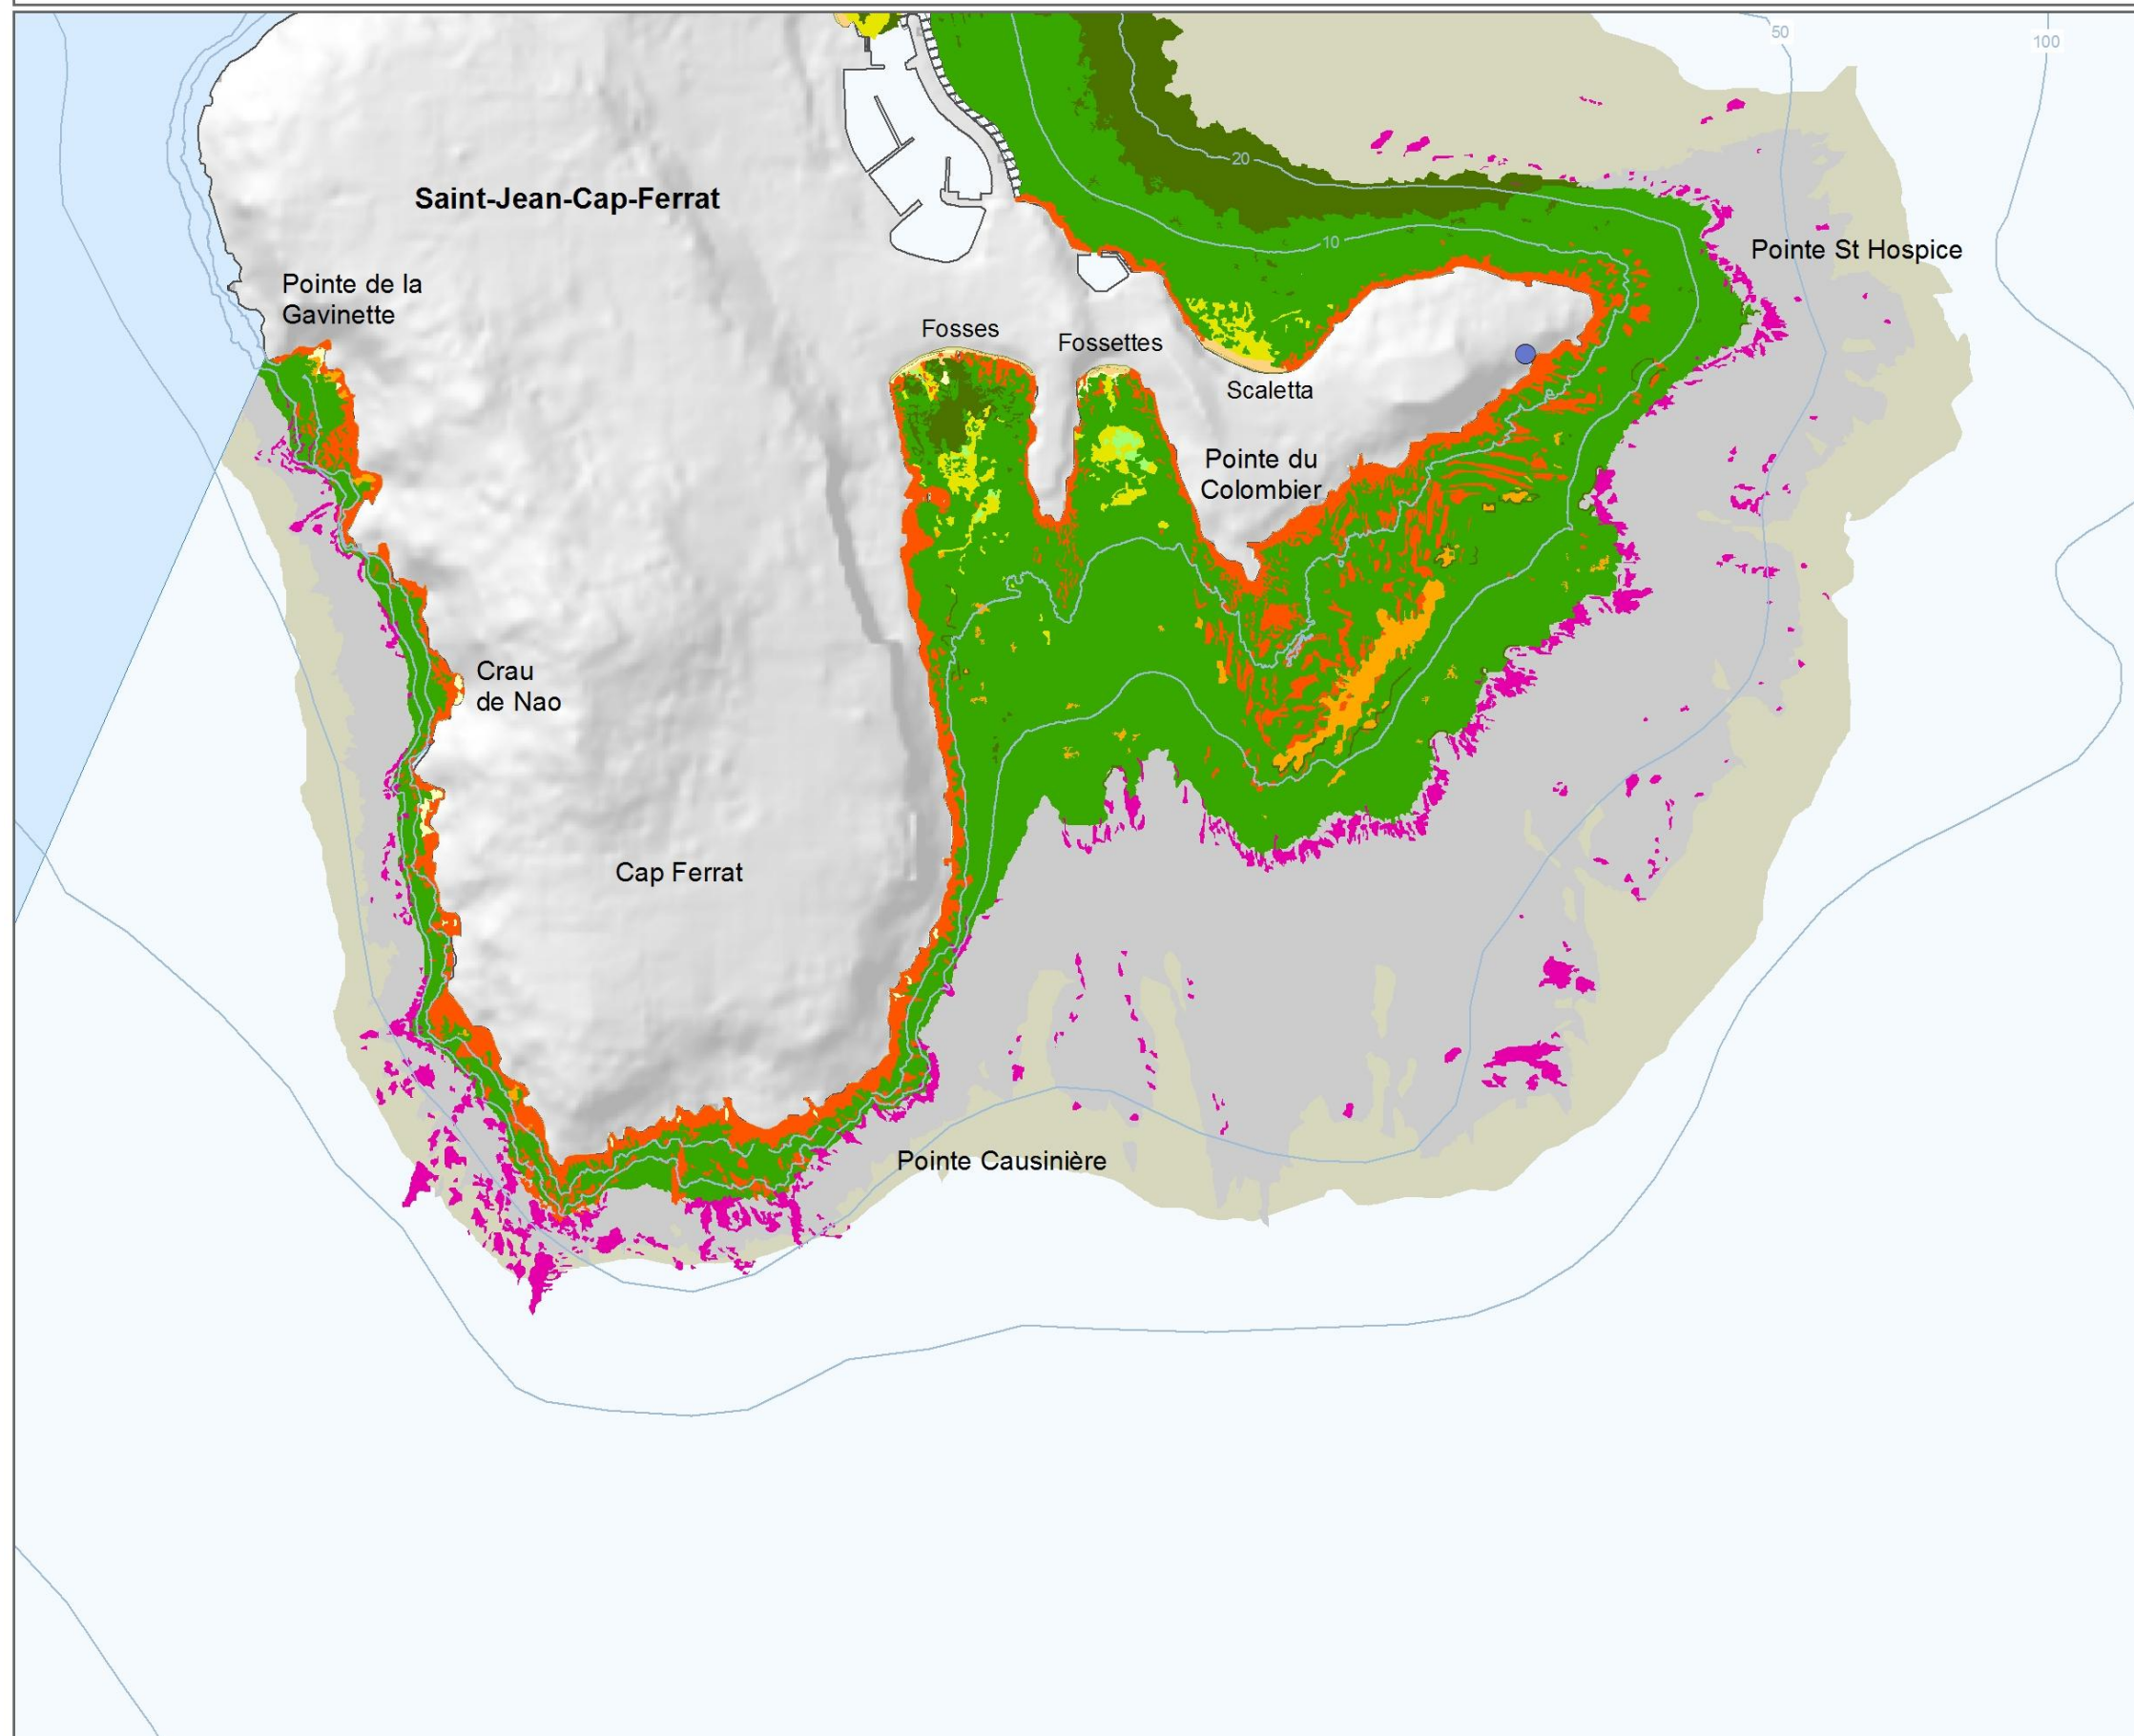 50
100
20
Saint-Jean-Cap-Ferrat
10
Pointe St Hospice
Pointe de la
Gavinette
Fosses
Fossettes
Scaletta
Pointe du
Colombier
Crau
de Nao
Cap Ferrat
Pointe Causinière